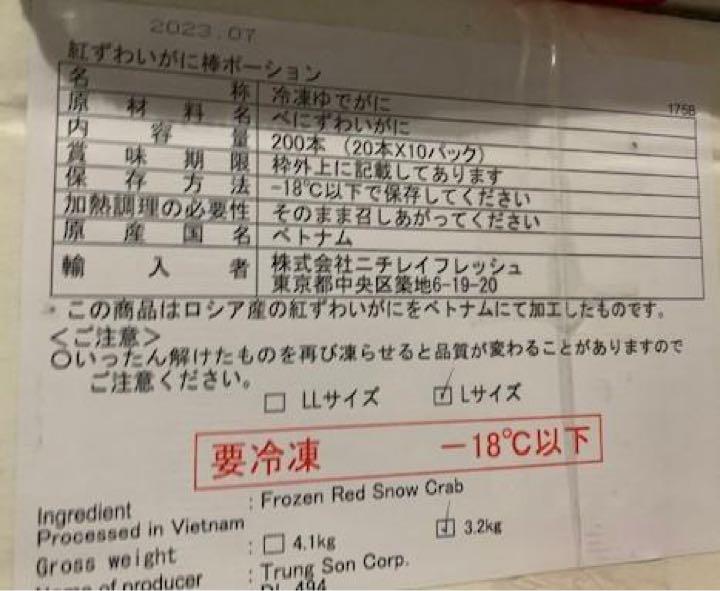 2023.07
紅ずわいがに棒ポーション
名称 冷凍ゆでがに
1758
原材料名 べにずわいがに
内容量 200本 (20本X10パック)
賞味期限 枠外上に記載してあります
保存方法 -18℃以下で保存してください
加熱調理の必要性 そのまま召しあがってください
原産国名 ベトナム
輸入者 株式会社ニチレイフレッシュ
東京都中央区築地6-19-20
・この商品はロシア産の紅ずわいがにをベトナムにて加工したものです。
＜ご注意＞
○いったん解けたものを再び凍らせると品質が変わることがありますので
ご注意ください。
□ LLサイズ ☑ Lサイズ
要冷凍 －18℃以下
Ingredient : Frozen Red Snow Crab
Processed in Vietnam
Gross weight : □ 4.1kg ☑ 3.2kg
Name of producer : Trung Son Corp.
DL 494